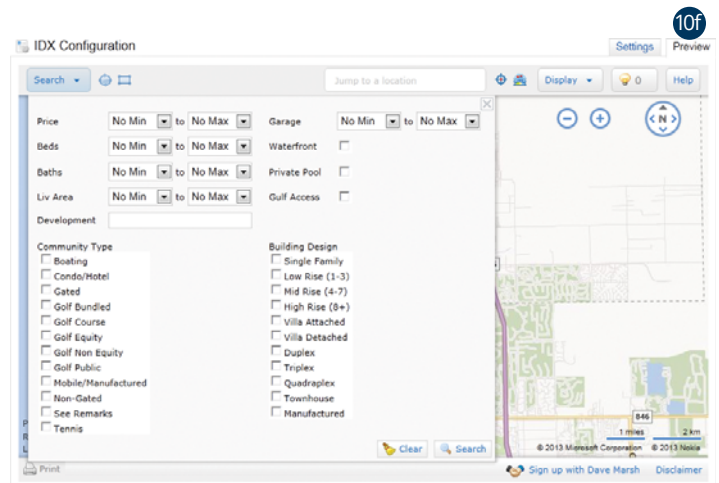 10f
IDX Configuration
Settings Preview
Search Jump to a location Display 0 Help
Price No Min to No Max Garage No Min to No Max
Beds No Min to No Max Waterfront
Baths No Min to No Max Private Pool
Liv Area No Min to No Max Gulf Access
Development
Community Type Building Design
Boating Single Family
Condo/Hotel Low Rise (1-3)
Gated Mid Rise (4-7)
Golf Bundled High Rise (8+)
Golf Course Villa Attached
Golf Equity Villa Detached
Golf Non Equity Duplex
Golf Public Triplex
Mobile/Manufactured Quadraplex
Non-Gated Townhouse
See Remarks Manufactured
Tennis
Clear Search
N
846
1 miles 2 km
© 2013 Microsoft Corporation © 2013 Nokia
Print Sign up with Dave Marsh Disclaimer